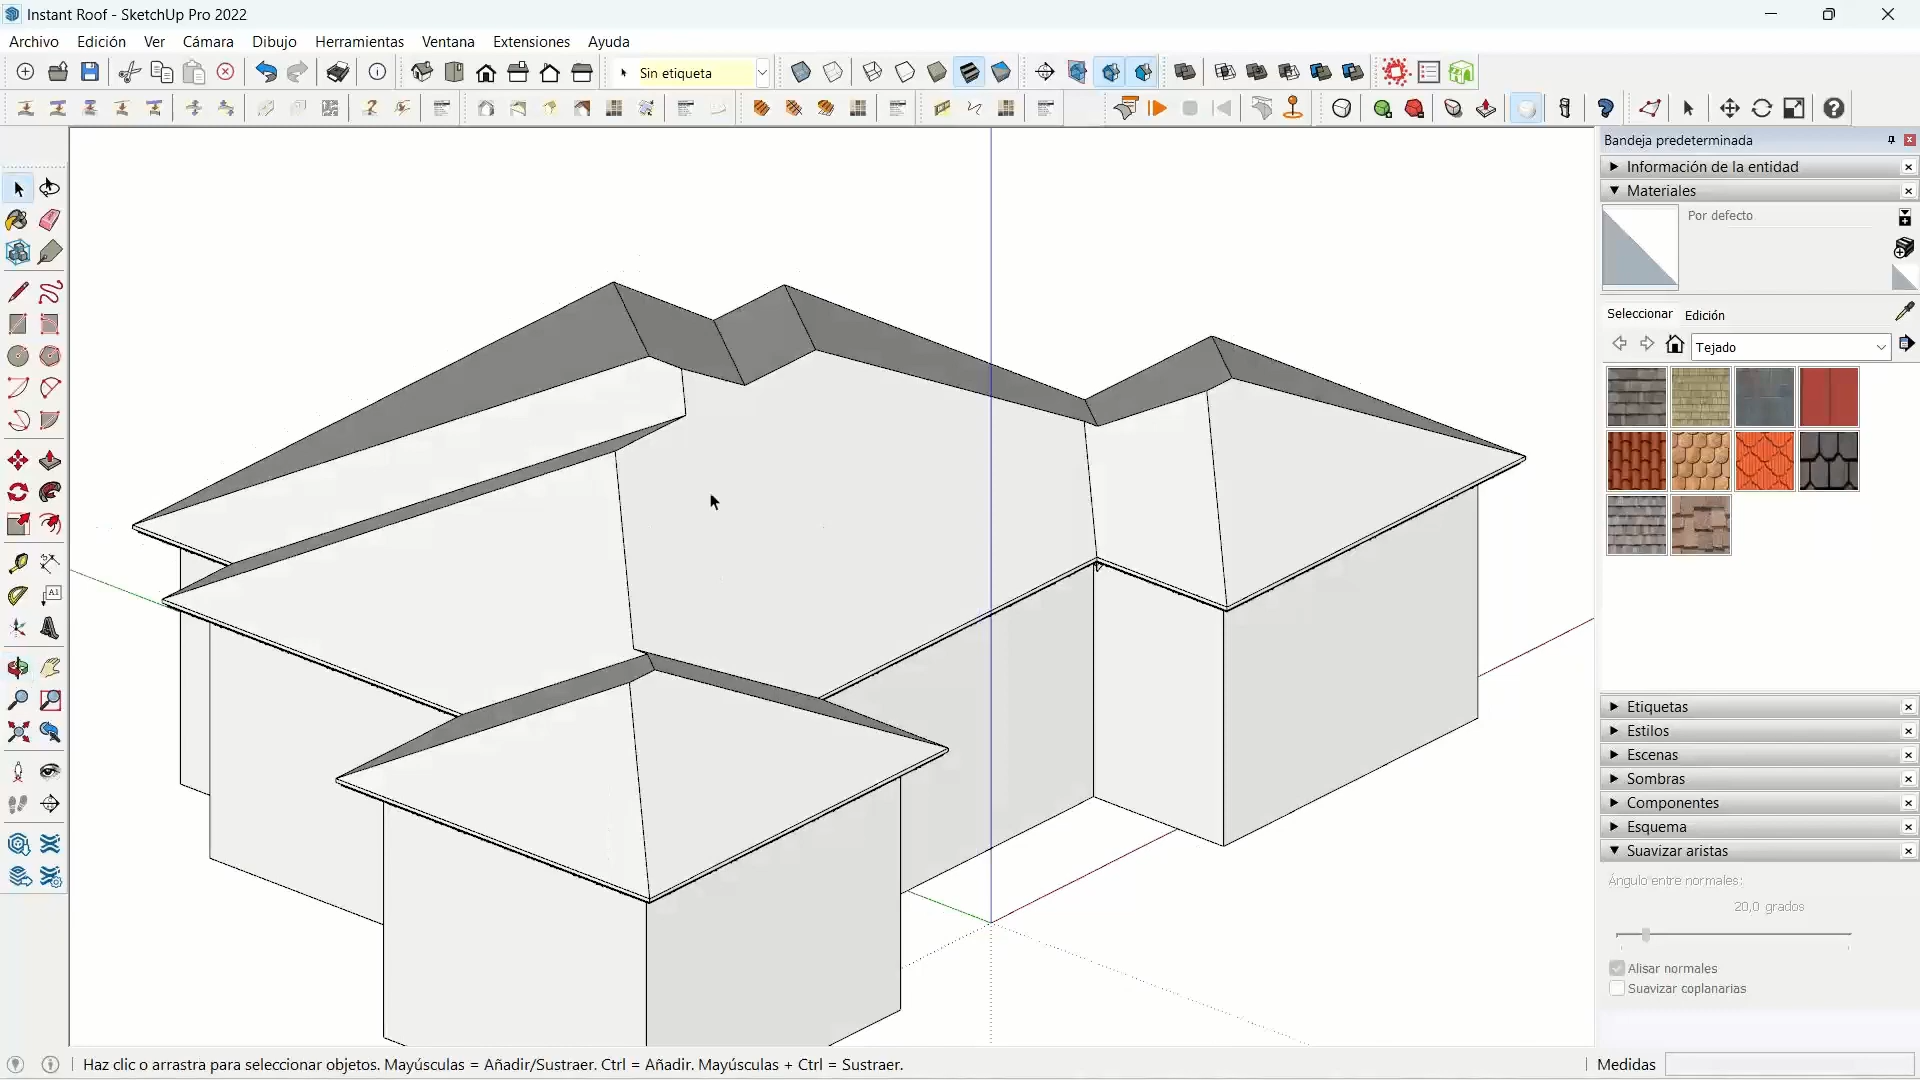 Instant Roof - SketchUp Pro 2022
Archivo Edición Ver Cámara Dibujo Herramientas Ventana Extensiones Ayuda
Sin etiqueta
Bandeja predeterminada
Información de la entidad
Materiales
Por defecto
Seleccionar Edición
Tejado
Etiquetas
Estilos
Escenas
Sombras
Componentes
Esquema
Suavizar aristas
Ángulo entre normales:
20,0 grados
Alisar normales
Suavizar coplanarias
Haz clic o arrastra para seleccionar objetos. Mayúsculas = Añadir/Sustraer. Ctrl = Añadir. Mayúsculas + Ctrl = Sustraer.
Medidas